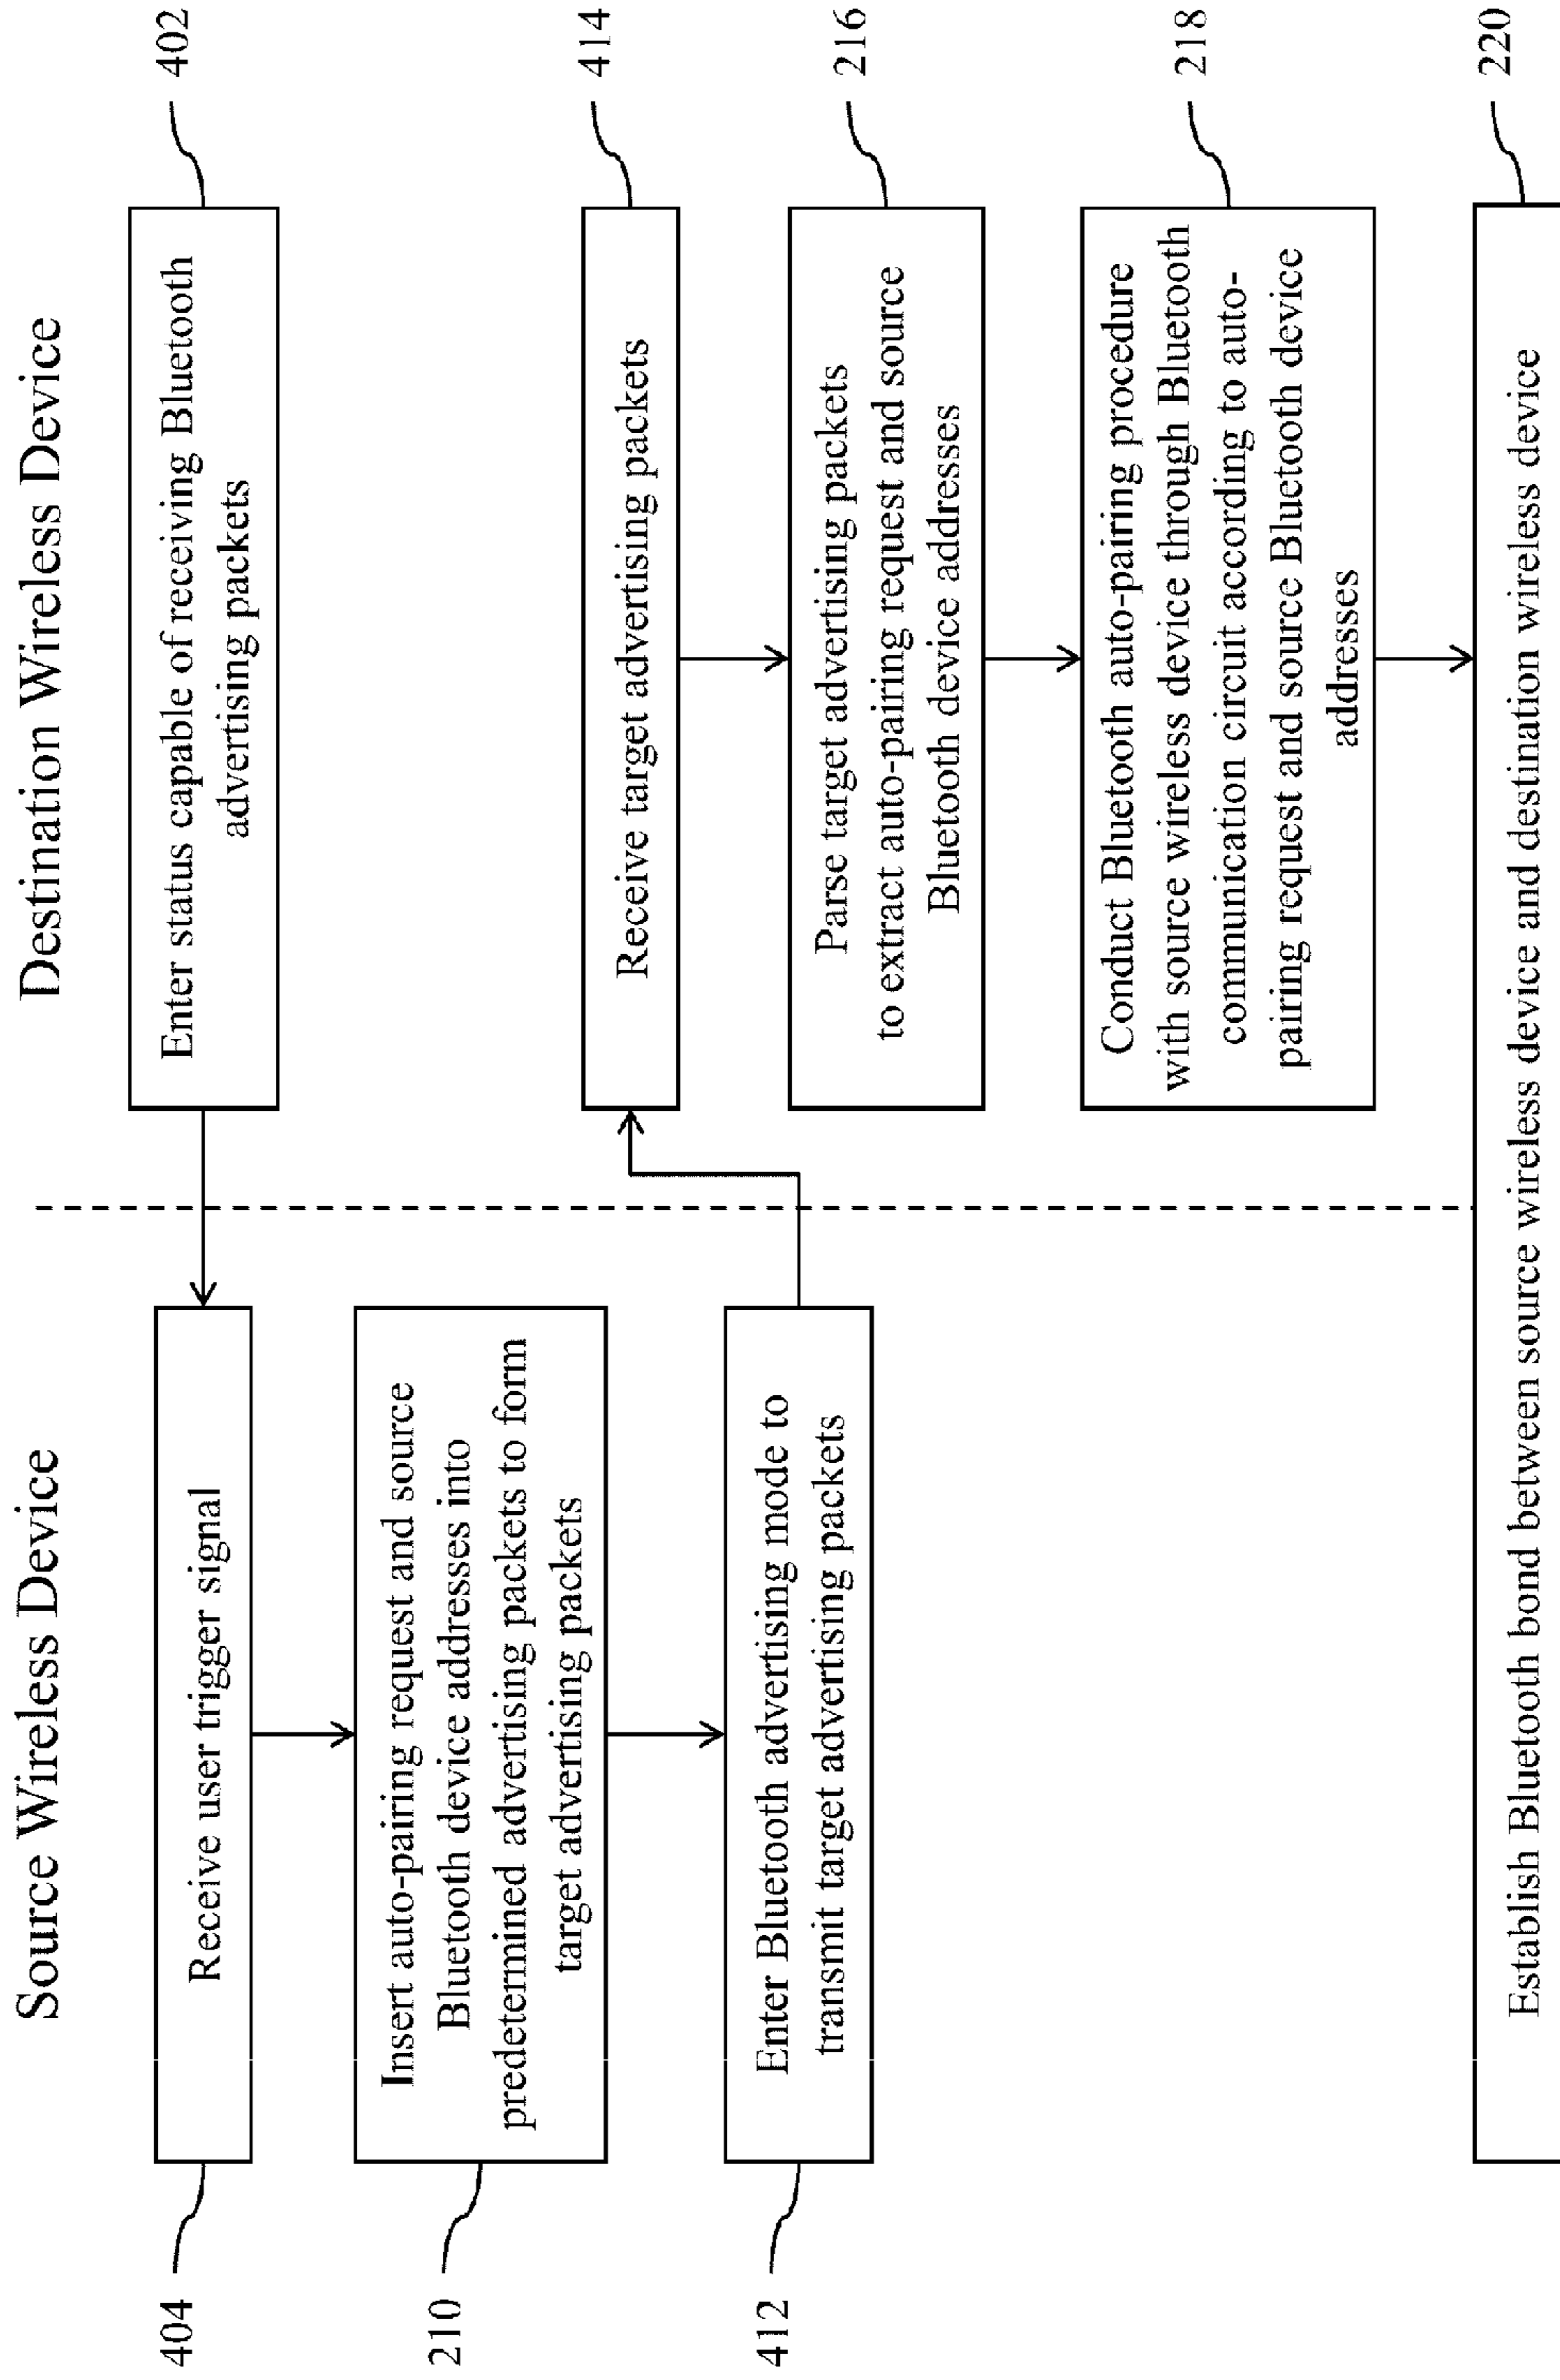 Source Wireless Device
Destination Wireless Device
402
Enter status capable of receiving Bluetooth
advertising packets
404
Receive user trigger signal
210
Insert auto-pairing request and source
Bluetooth device addresses into
predetermined advertising packets to form
target advertising packets
412
Enter Bluetooth advertising mode to
transmit target advertising packets
414
Receive target advertising packets
216
Parse target advertising packets
to extract auto-pairing request and source
Bluetooth device addresses
218
Conduct Bluetooth auto-pairing procedure
with source wireless device through Bluetooth
communication circuit according to auto-
pairing request and source Bluetooth device
addresses
220
Establish Bluetooth bond between source wireless device and destination wireless device